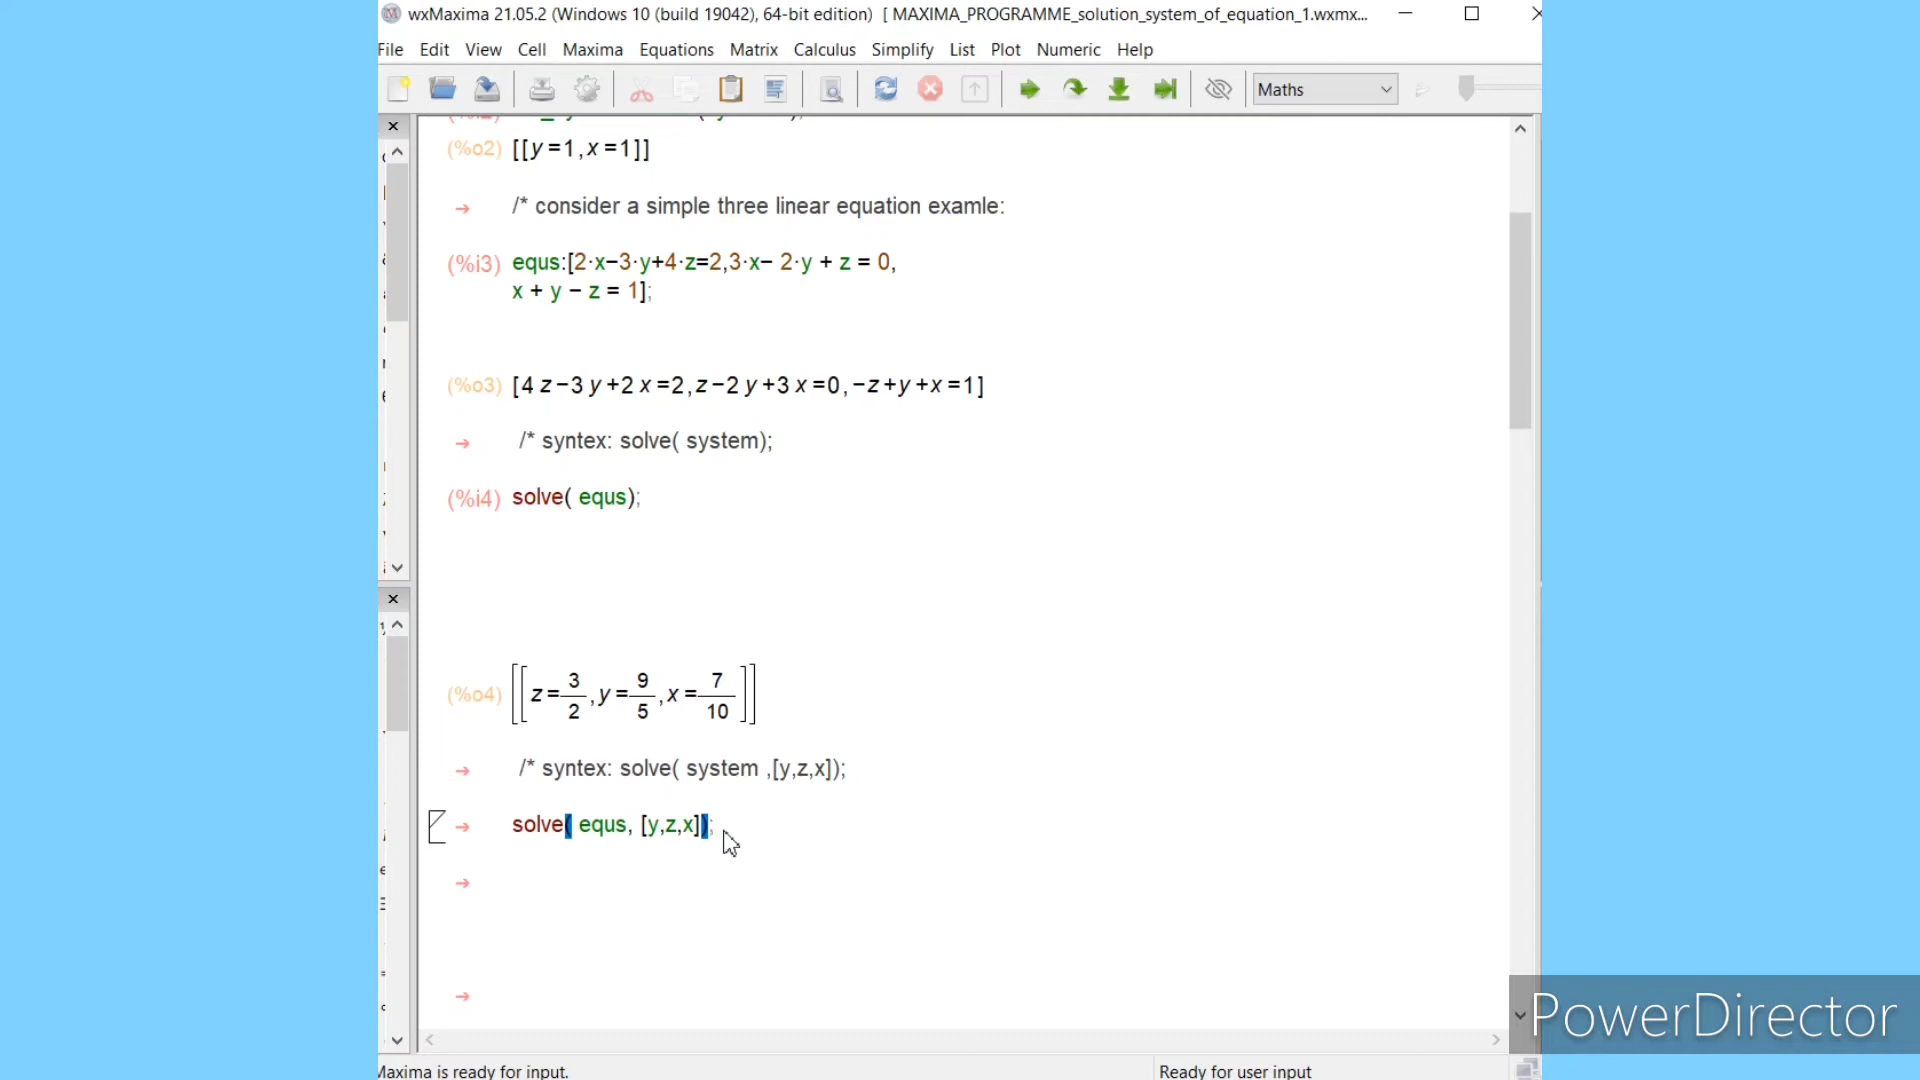 wxMaxima 21.05.2 (Windows 10 (build 19042), 64-bit edition) [ MAXIMA_PROGRAMME_solution_system_of_equation_1.wxmx...
File Edit View Cell Maxima Equations Matrix Calculus Simplify List Plot Numeric Help
Maths
(%o2) [[y=1,x=1]]
/* consider a simple three linear equation examle:
(%i3) equs:[2·x−3·y+4·z=2,3·x− 2·y + z = 0,
x + y − z = 1];
(%o3) [4 z−3 y+2 x=2,z−2 y+3 x=0,−z+y+x=1]
/* syntex: solve( system);
(%i4) solve( equs);
(%o4) [[z=3/2,y=9/5,x=7/10]]
/* syntex: solve( system ,[y,z,x]);
solve( equs, [y,z,x]);
PowerDirector
Maxima is ready for input. Ready for user input